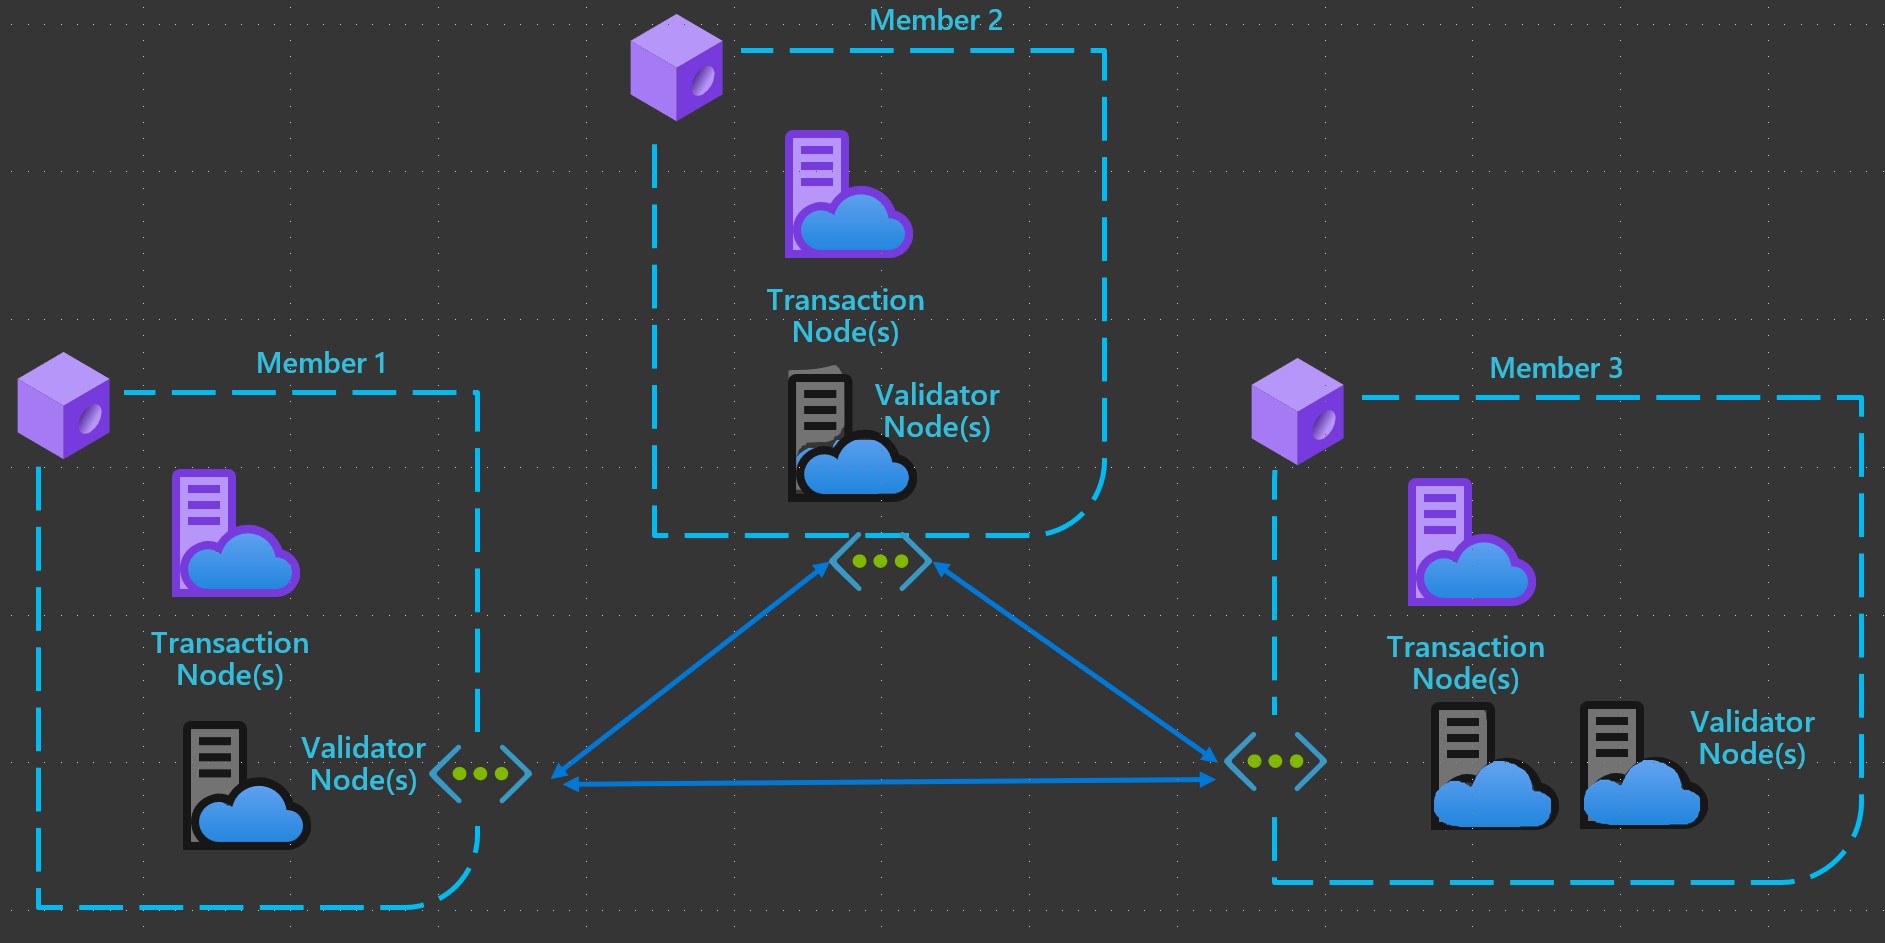 Member 2
Transaction
Node(s)
Validator
Node(s)
Member 1
Transaction
Node(s)
Validator
Node(s)
Member 3
Transaction
Node(s)
Validator
Node(s)